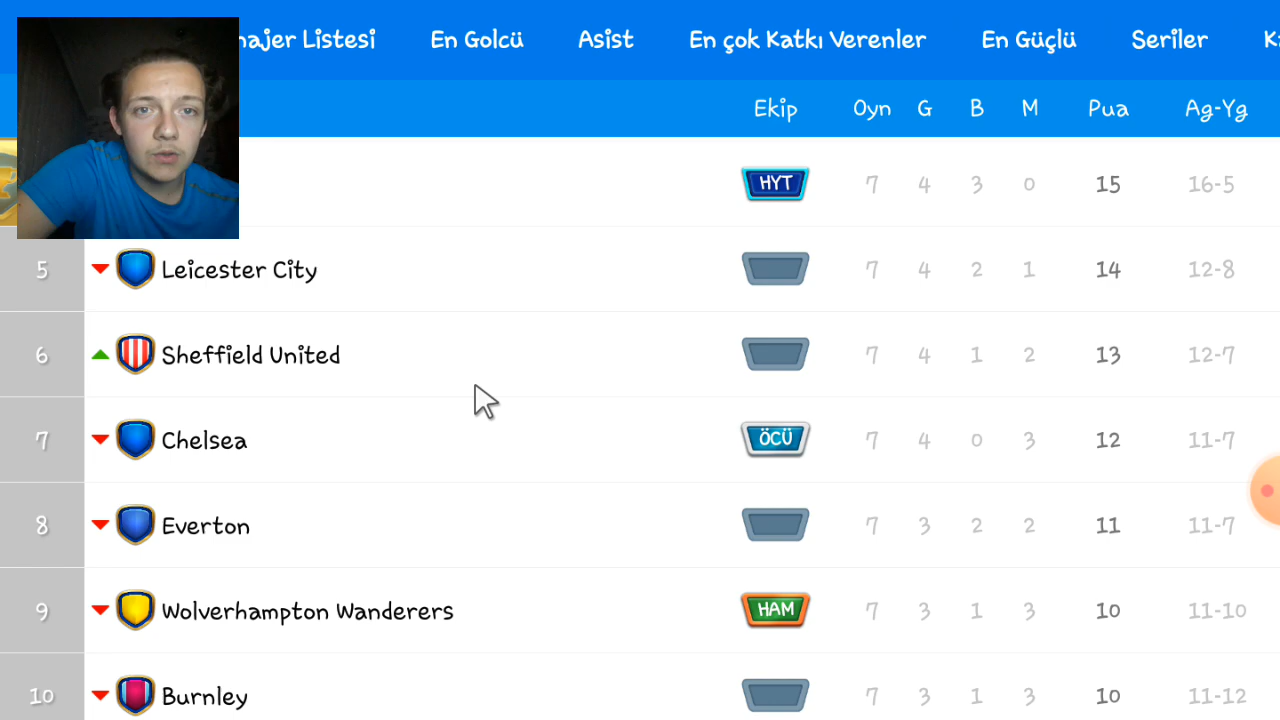 najer Listesi En Golcü Asist En çok Katkı Verenler En Güçlü Seriler
Ekip Oyn G B M Pua Ag-Yg
HYT 7 4 3 0 15 16-5
5 Leicester City 7 4 2 1 14 12-8
6 Sheffield United 7 4 1 2 13 12-7
7 Chelsea ÖCÜ 7 4 0 3 12 11-7
8 Everton 7 3 2 2 11 11-7
9 Wolverhampton Wanderers HAM 7 3 1 3 10 11-10
10 Burnley 7 3 1 3 10 11-12